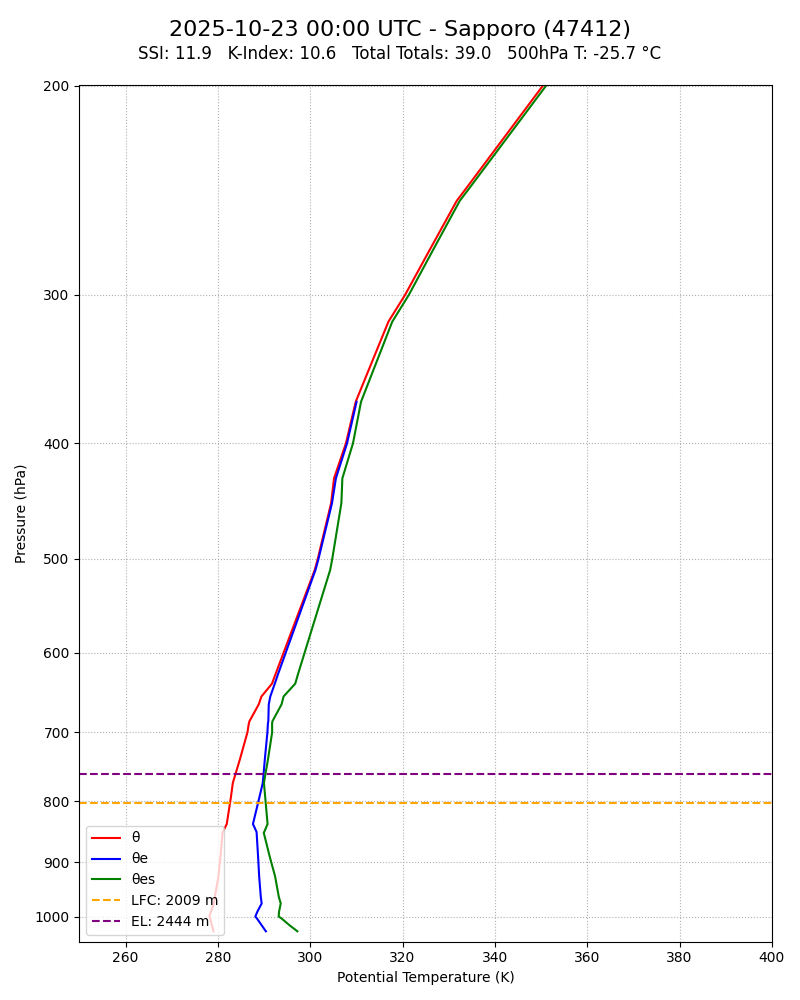 2025-10-23 00:00 UTC - Sapporo (47412)
SSI: 11.9   K-Index: 10.6   Total Totals: 39.0   500hPa T: -25.7 °C
200
300
400
500
600
700
800
900
1000
Pressure (hPa)
θ
θe
θes
LFC: 2009 m
EL: 2444 m
260 280 300 320 340 360 380 400
Potential Temperature (K)